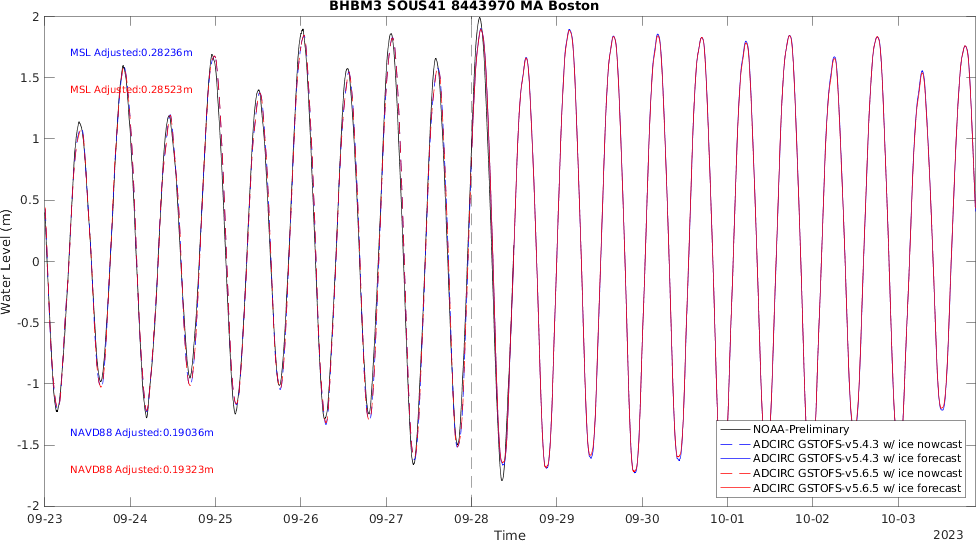 BHBM3 SOUS41 8443970 MA Boston
2
1.5
1
0.5
0
-0.5
-1
-1.5
-2
Water Level (m)
MSL Adjusted:0.28236m
MSL Adjusted:0.28523m
NAVD88 Adjusted:0.19036m
NAVD88 Adjusted:0.19323m
NOAA-Preliminary
ADCIRC GSTOFS-v5.4.3 w/ ice nowcast
ADCIRC GSTOFS-v5.4.3 w/ ice forecast
ADCIRC GSTOFS-v5.6.5 w/ ice nowcast
ADCIRC GSTOFS-v5.6.5 w/ ice forecast
09-23 09-24 09-25 09-26 09-27 09-28 09-29 09-30 10-01 10-02 10-03
Time
2023